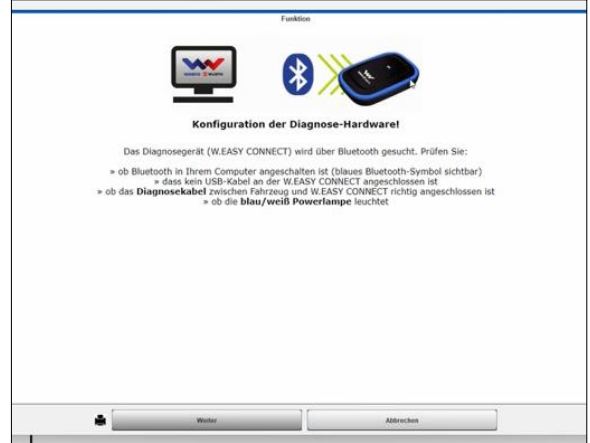 Funktion
Konfiguration der Diagnose-Hardware!
Das Diagnosegerät (W.EASY CONNECT) wird über Bluetooth gesucht. Prüfen Sie:
» ob Bluetooth in Ihrem Computer angeschalten ist (blaues Bluetooth-Symbol sichtbar)
» dass kein USB-Kabel an der W.EASY CONNECT angeschlossen ist
» ob das Diagnosekabel zwischen Fahrzeug und W.EASY CONNECT richtig angeschlossen ist
» ob die blau/weiß Powerlampe leuchtet
Weiter
Abbrechen